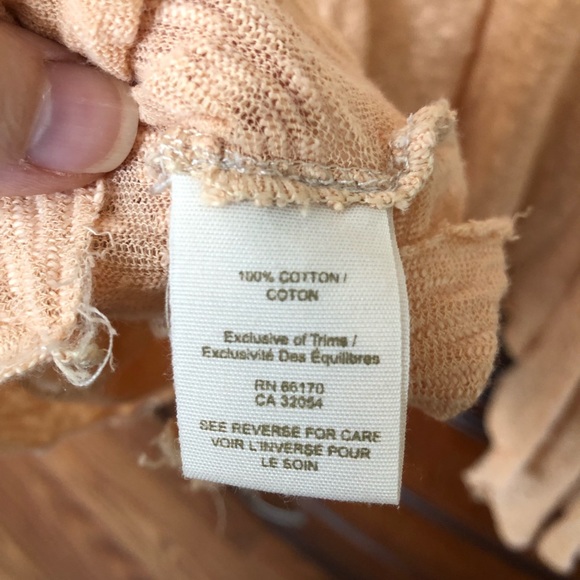 100% COTTON /
COTON
Exclusive of Trims /
Exclusivité Des Équilibres
RN 66170
CA 32054
SEE REVERSE FOR CARE
VOIR L'INVERSE POUR
LE SOIN